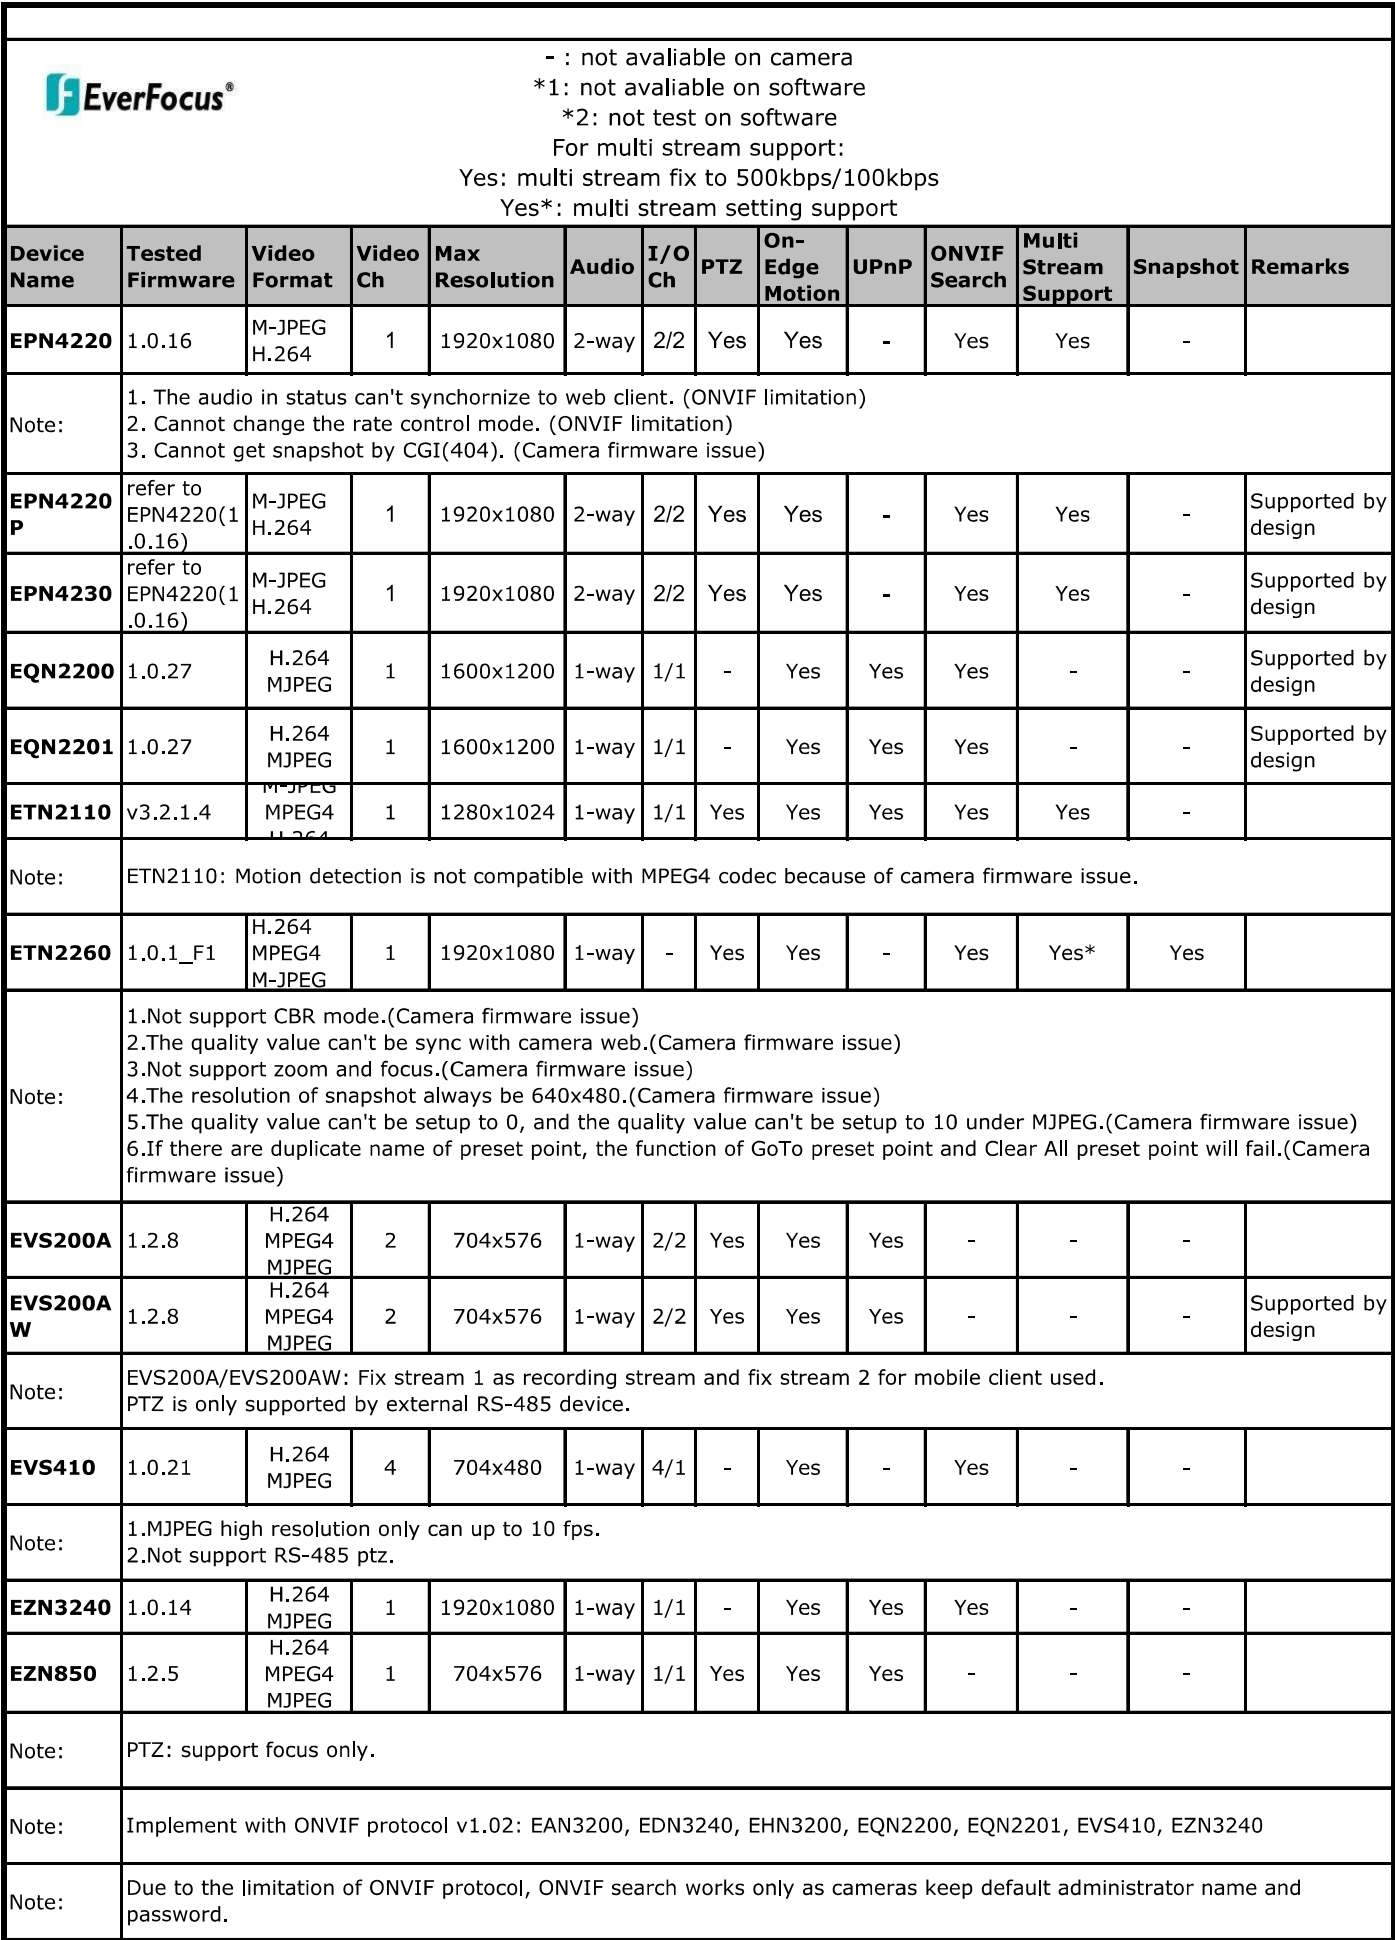 EverFocus®
- : not avaliable on camera
*1: not avaliable on software
*2: not test on software
For multi stream support:
Yes: multi stream fix to 500kbps/100kbps
Yes*: multi stream setting support
Device Name Tested Firmware Video Format Video Ch Max Resolution Audio I/O Ch PTZ On-Edge Motion UPnP ONVIF Search Multi Stream Support Snapshot Remarks
EPN4220 1.0.16 M-JPEG H.264 1 1920x1080 2-way 2/2 Yes Yes - Yes Yes -
Note:
1. The audio in status can't synchornize to web client. (ONVIF limitation)
2. Cannot change the rate control mode. (ONVIF limitation)
3. Cannot get snapshot by CGI(404). (Camera firmware issue)
EPN4220P refer to EPN4220(1.0.16) M-JPEG H.264 1 1920x1080 2-way 2/2 Yes Yes - Yes Yes - Supported by design
EPN4230 refer to EPN4220(1.0.16) M-JPEG H.264 1 1920x1080 2-way 2/2 Yes Yes - Yes Yes - Supported by design
EQN2200 1.0.27 H.264 MJPEG 1 1600x1200 1-way 1/1 - Yes Yes Yes - - Supported by design
EQN2201 1.0.27 H.264 MJPEG 1 1600x1200 1-way 1/1 - Yes Yes Yes - - Supported by design
ETN2110 v3.2.1.4 M-JPEG MPEG4 H.264 1 1280x1024 1-way 1/1 Yes Yes Yes Yes Yes -
Note:
ETN2110: Motion detection is not compatible with MPEG4 codec because of camera firmware issue.
ETN2260 1.0.1_F1 H.264 MPEG4 M-JPEG 1 1920x1080 1-way - Yes Yes - Yes Yes* Yes
Note:
1.Not support CBR mode.(Camera firmware issue)
2.The quality value can't be sync with camera web.(Camera firmware issue)
3.Not support zoom and focus.(Camera firmware issue)
4.The resolution of snapshot always be 640x480.(Camera firmware issue)
5.The quality value can't be setup to 0, and the quality value can't be setup to 10 under MJPEG.(Camera firmware issue)
6.If there are duplicate name of preset point, the function of GoTo preset point and Clear All preset point will fail.(Camera
firmware issue)
EVS200A 1.2.8 H.264 MPEG4 MJPEG 2 704x576 1-way 2/2 Yes Yes Yes - - -
EVS200AW 1.2.8 H.264 MPEG4 MJPEG 2 704x576 1-way 2/2 Yes Yes Yes - - - Supported by design
Note:
EVS200A/EVS200AW: Fix stream 1 as recording stream and fix stream 2 for mobile client used.
PTZ is only supported by external RS-485 device.
EVS410 1.0.21 H.264 MJPEG 4 704x480 1-way 4/1 - Yes - Yes - -
Note:
1.MJPEG high resolution only can up to 10 fps.
2.Not support RS-485 ptz.
EZN3240 1.0.14 H.264 MJPEG 1 1920x1080 1-way 1/1 - Yes Yes Yes - -
EZN850 1.2.5 H.264 MPEG4 MJPEG 1 704x576 1-way 1/1 Yes Yes Yes - - -
Note:
PTZ: support focus only.
Note:
Implement with ONVIF protocol v1.02: EAN3200, EDN3240, EHN3200, EQN2200, EQN2201, EVS410, EZN3240
Note:
Due to the limitation of ONVIF protocol, ONVIF search works only as cameras keep default administrator name and
password.